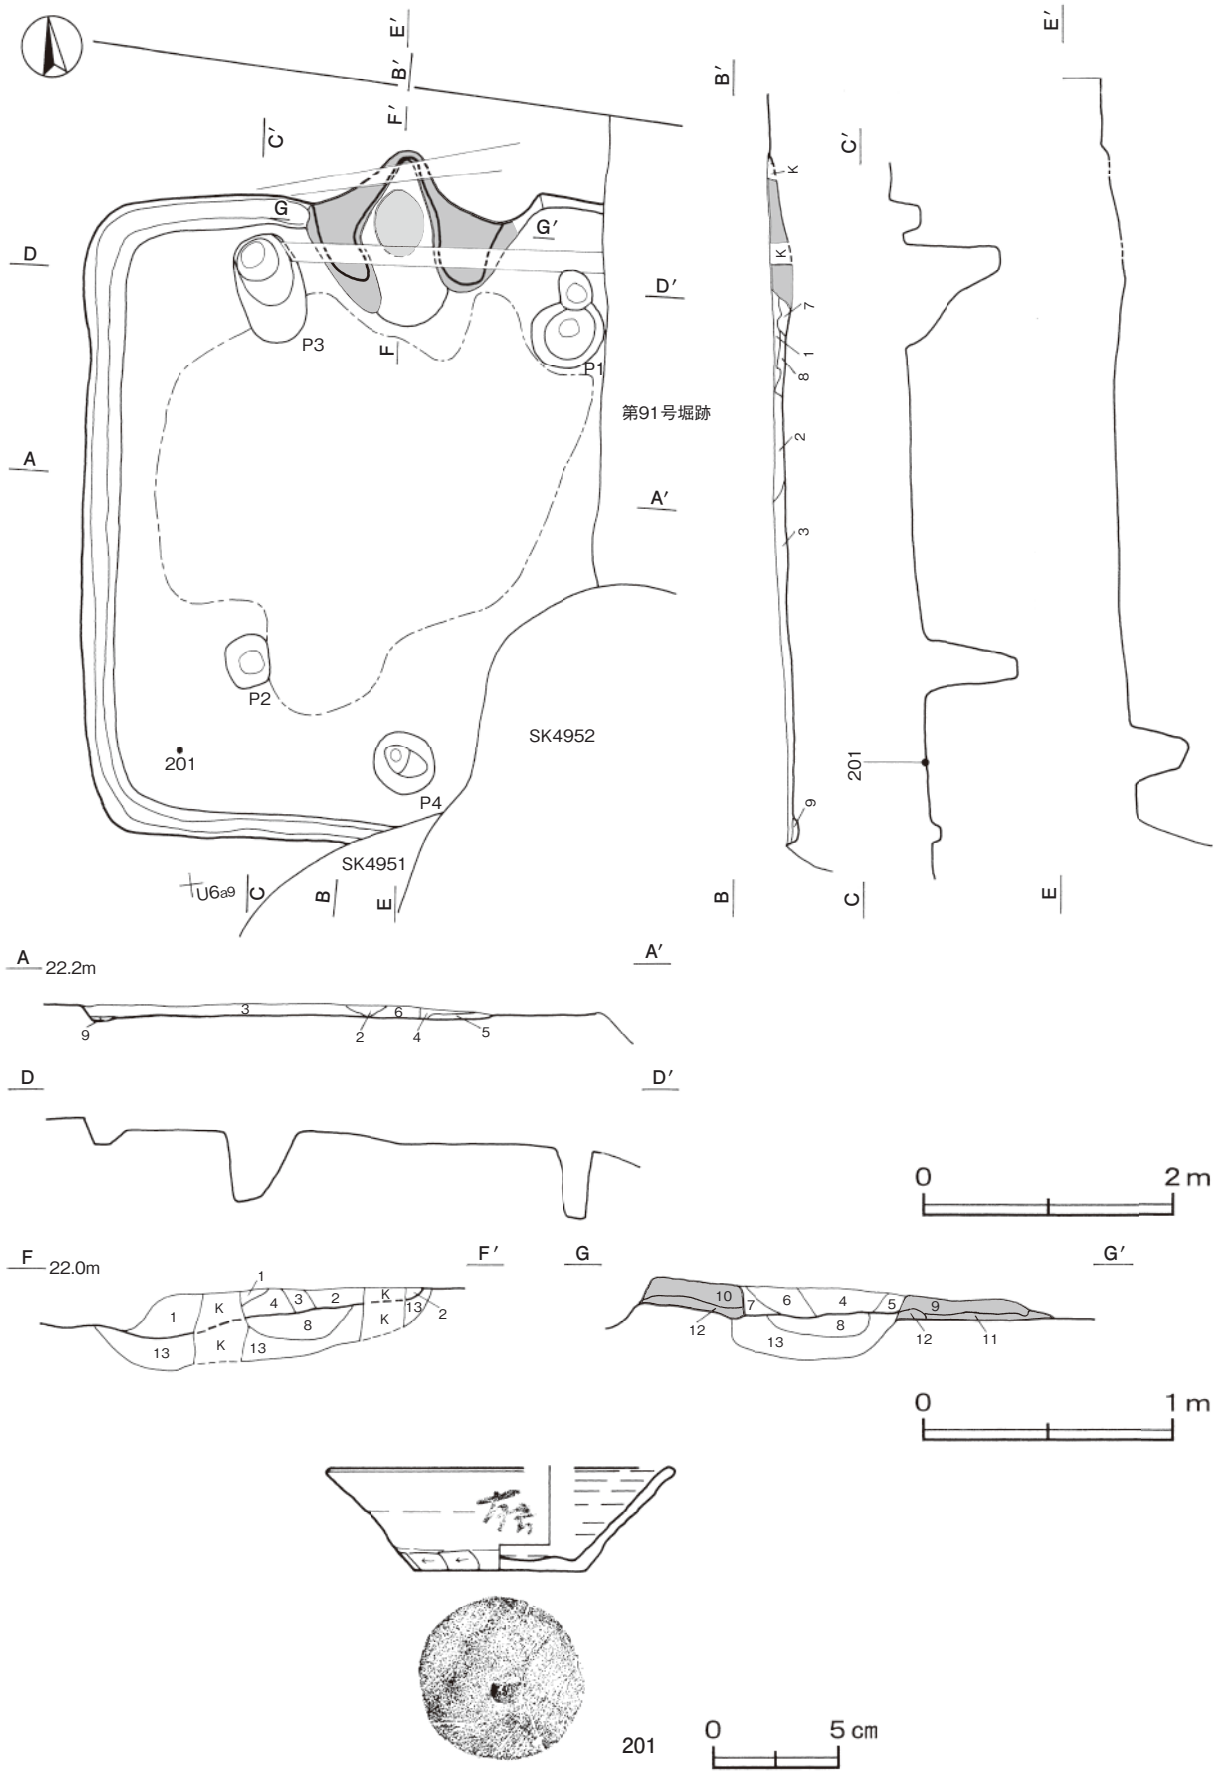 E′
B′
F′
C′
G
G′
D
D′
P3
F
P1
第91号堀跡
A
A′
P2
201
P4
SK4952
SK4951
U6a9
C
B
E
B′
K
K
7
1
8
2
3
9
B
C′
201
C
E′
E
A 22.2m
A′
3
6
9
2
4
5
D
D′
0 2m
F 22.0m
F′
1
1
K
4
3
2
K
13
2
8
K
K
13
13
G
G′
10
7
6
4
5
9
12
8
12
11
13
0 1m
201
0 5cm